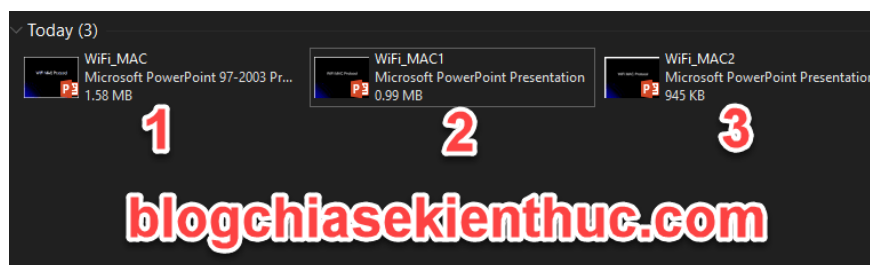 Today (3)
WiFi_MAC
Microsoft PowerPoint 97-2003 Pr...
1.58 MB
WiFi_MAC1
Microsoft PowerPoint Presentation
0.99 MB
WiFi_MAC2
Microsoft PowerPoint Presentation
945 KB
1
2
3
blogchiasekienthuc.com